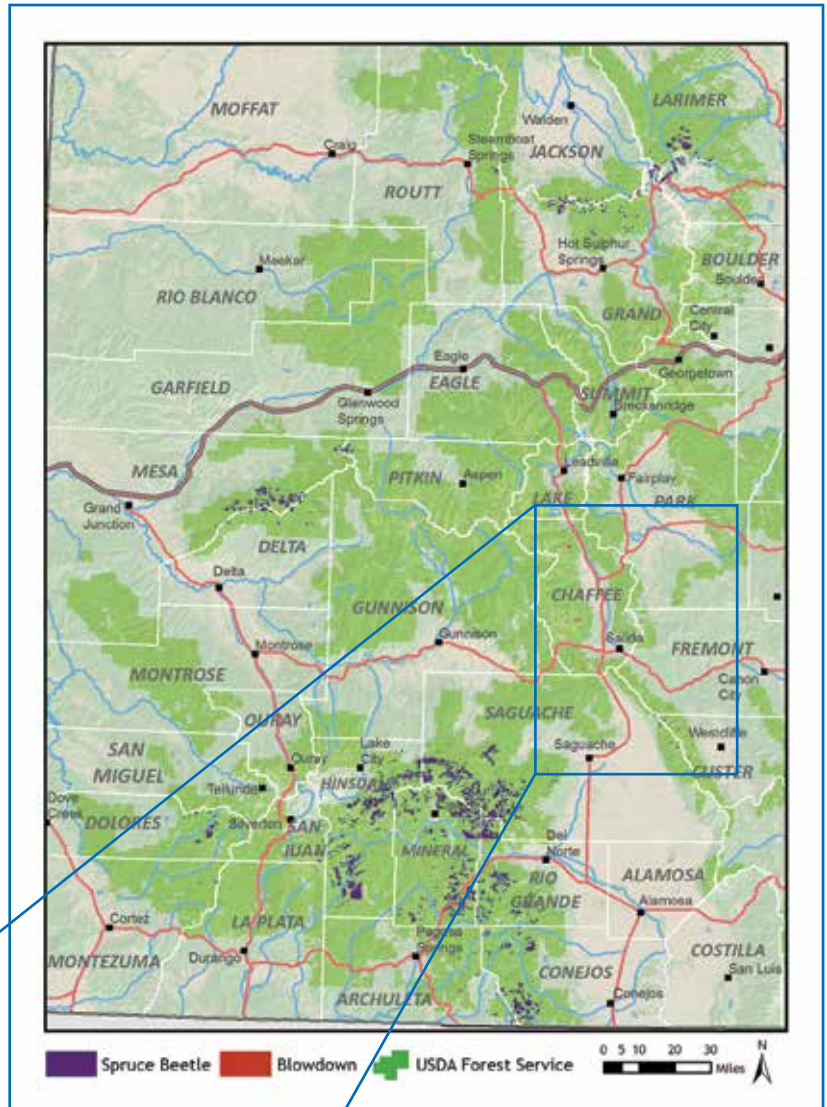 MOFFAT
LARIMER
Walden
Craig
Steamboat
Springs
JACKSON
ROUTT
Hot Sulphur
Springs
Meeker
BOULDER
Boulder
RIO BLANCO
GRAND
Central
City
Eagle
EAGLE
Georgetown
GARFIELD
Glenwood
Springs
SUMMIT
Breckenridge
MESA
PITKIN
Aspen
Leadville
Fairplay
LAKE
PARK
Grand
Junction
DELTA
Delta
CHAFFEE
GUNNISON
Gunnison
Montrose
Salida
FREMONT
MONTROSE
Canon
City
SAGUACHE
OURAY
Westcliffe
SAN
MIGUEL
Ouray
Lake
City
Saguache
CUSTER
HINSDALE
Telluride
Dove
Creek
DOLORES
Silverton
SAN
JUAN
MINERAL
Del
Norte
RIO
GRANDE
ALAMOSA
Alamosa
Cortez
LA PLATA
Pagosa
Springs
MONTEZUMA
Durango
COSTILLA
San Luis
CONEJOS
ARCHULETA
Conejos
Spruce Beetle
Blowdown
USDA Forest Service
0 5 10 20 30
Miles
N